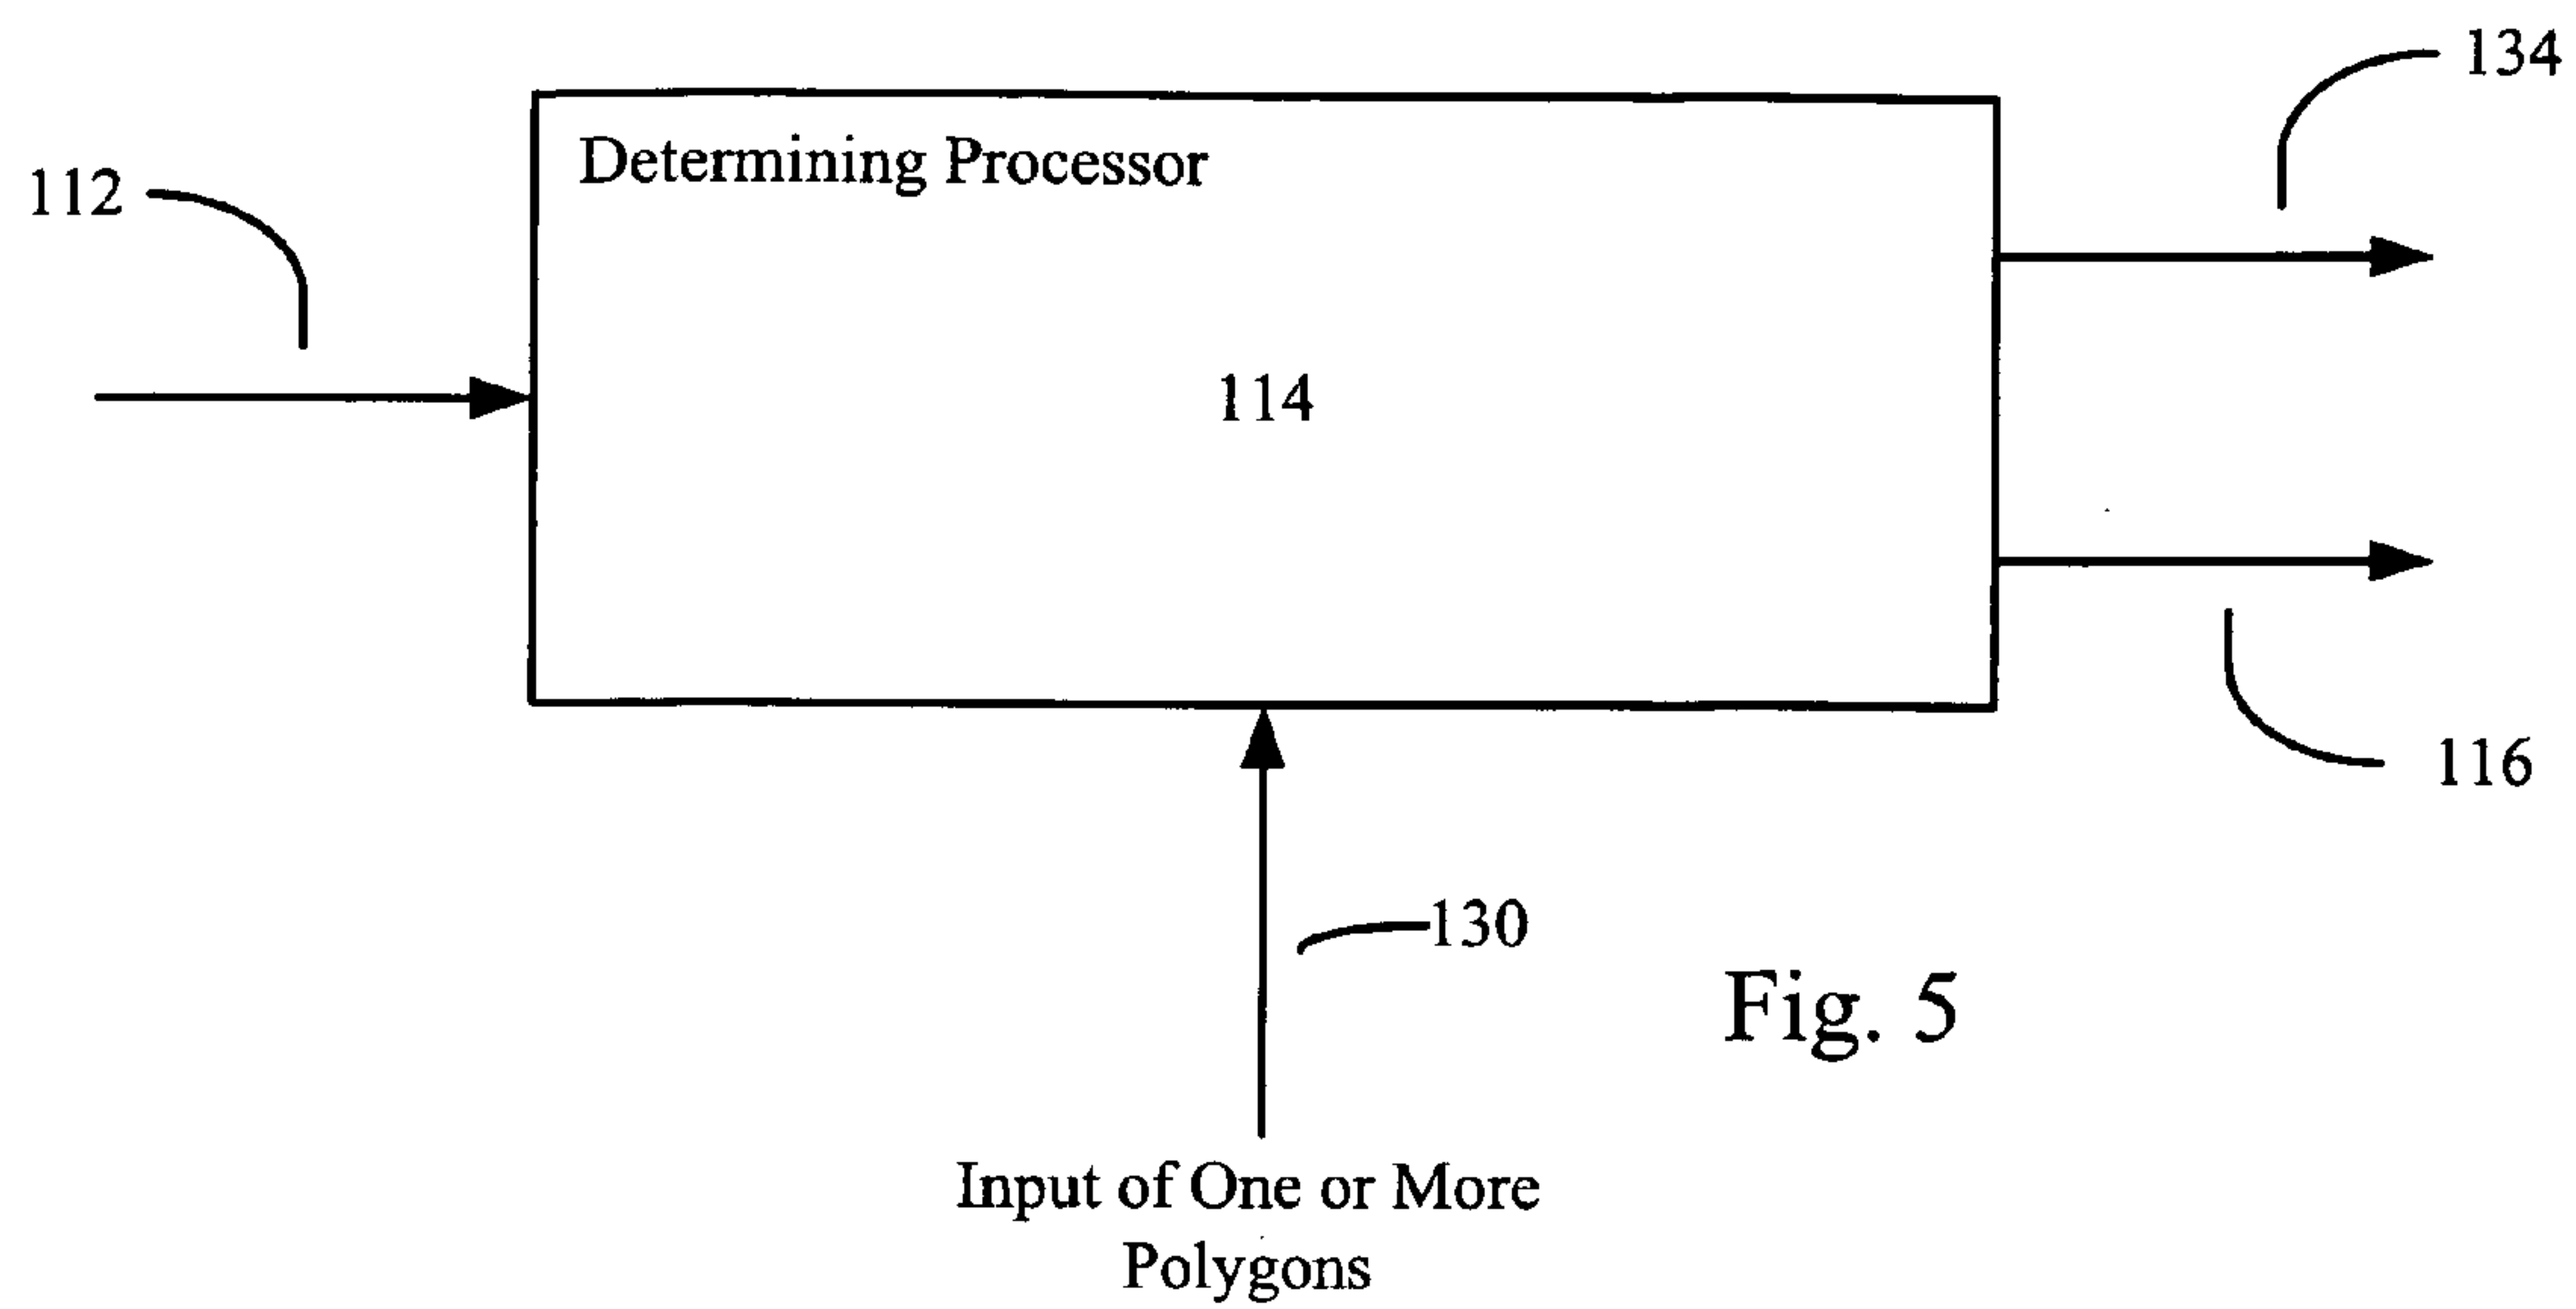 134
Determining Processor
112
114
116
130
Fig. 5
Input of One or More
Polygons